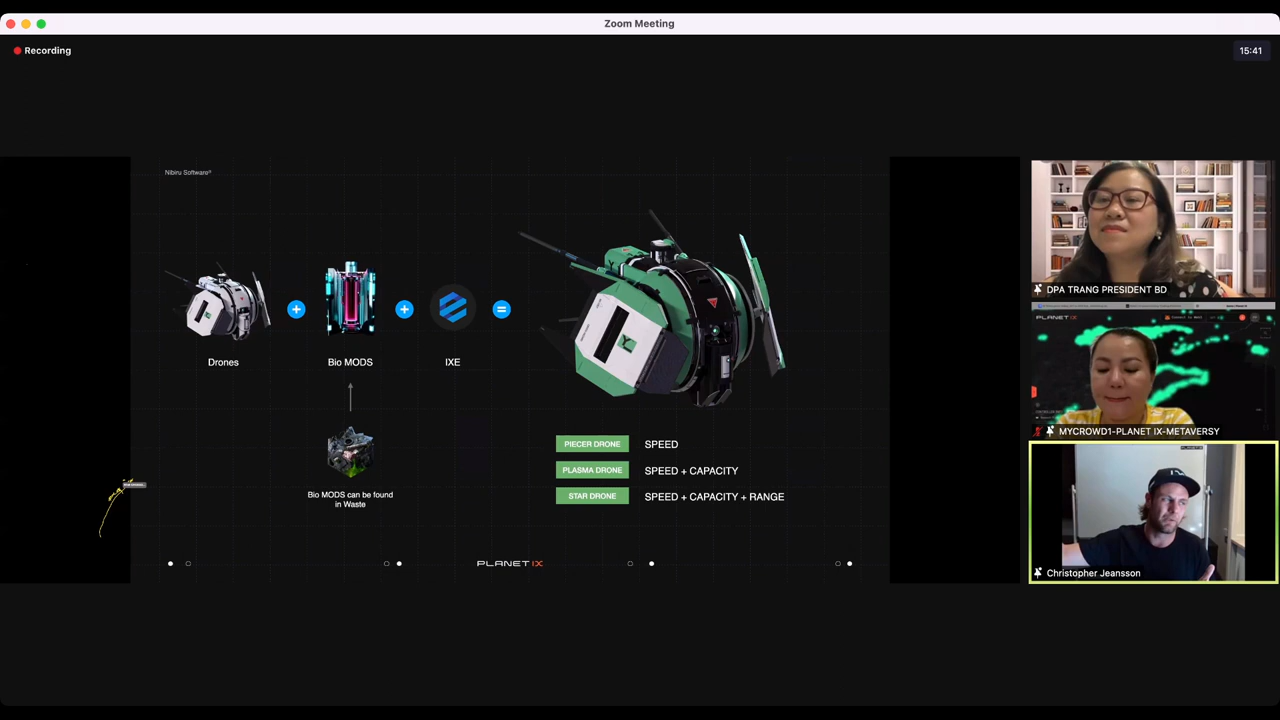 Zoom Meeting
Recording
15:41
Nibiru Software®
Drones
Bio MODS
IXE
Bio MODS can be found
in Waste
PIECER DRONE SPEED
PLASMA DRONE SPEED + CAPACITY
STAR DRONE SPEED + CAPACITY + RANGE
PLANET IX
DPA TRANG PRESIDENT BD
PLANET IX
MYCROWD1-PLANET IX-METAVERSY
Christopher Jeansson